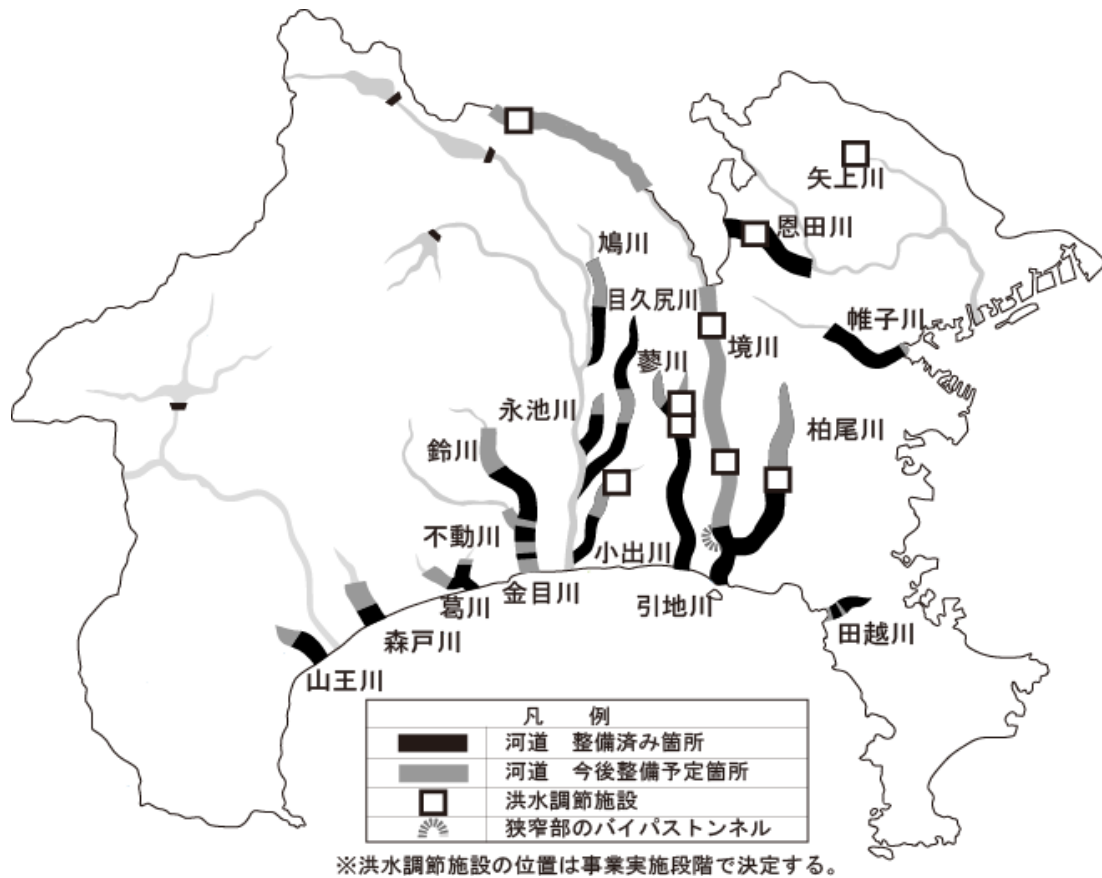 矢上川
恩田川
鳩川
目久尻川
帷子川
境川
蓼川
永池川
柏尾川
鈴川
不動川
小出川
葛川
金目川
引地川
田越川
森戸川
山王川
凡 例
河道 整備済み箇所
河道 今後整備予定箇所
洪水調節施設
狭窄部のバイパストンネル
※洪水調節施設の位置は事業実施段階で決定する。